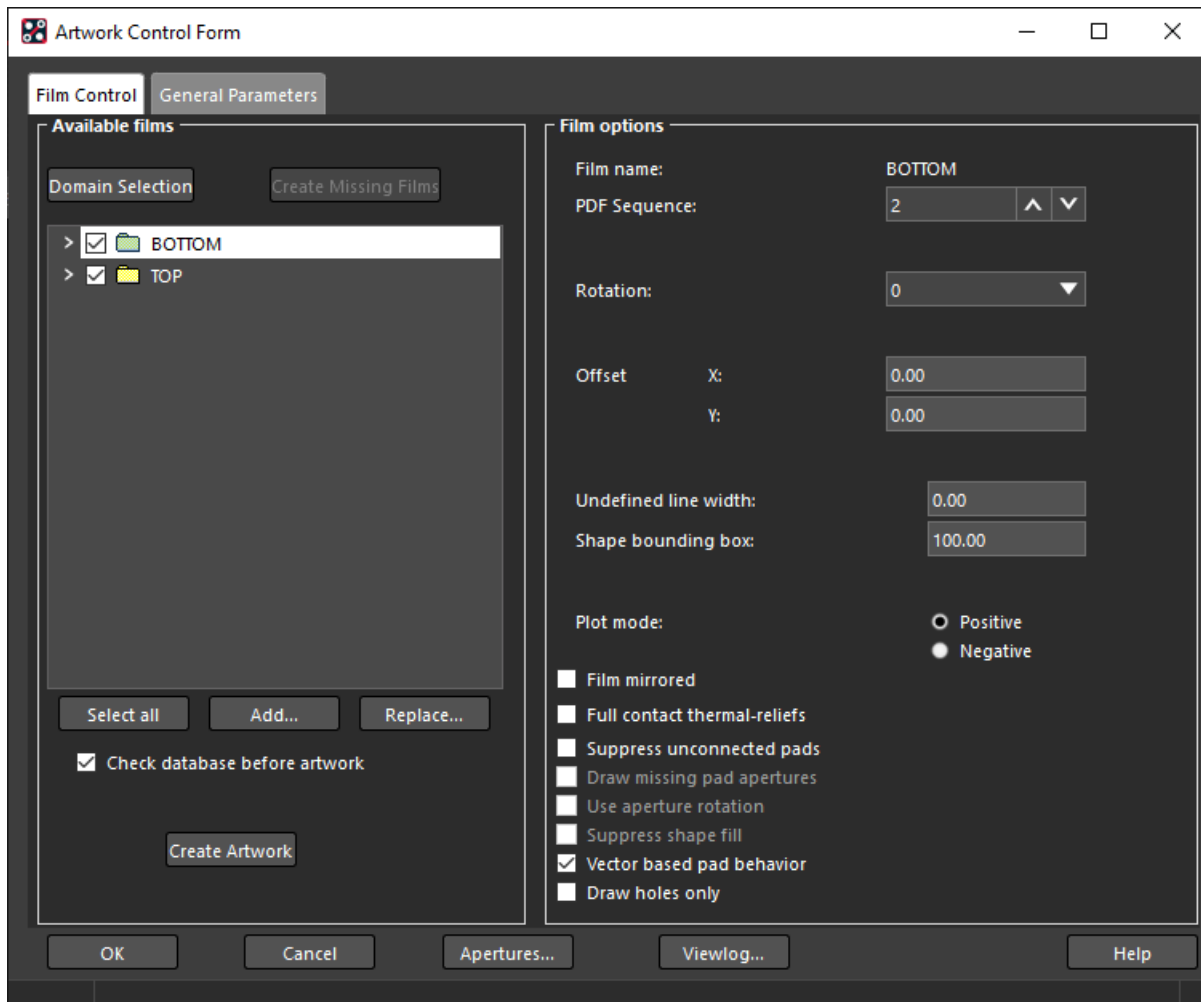 Artwork Control Form
Film Control
General Parameters
Available films
Domain Selection
Create Missing Films
BOTTOM
TOP
Select all
Add...
Replace...
Check database before artwork
Create Artwork
Film options
Film name: BOTTOM
PDF Sequence: 2
Rotation: 0
Offset X: 0.00
Y: 0.00
Undefined line width: 0.00
Shape bounding box: 100.00
Plot mode: Positive
Negative
Film mirrored
Full contact thermal-reliefs
Suppress unconnected pads
Draw missing pad apertures
Use aperture rotation
Suppress shape fill
Vector based pad behavior
Draw holes only
OK
Cancel
Apertures...
Viewlog...
Help